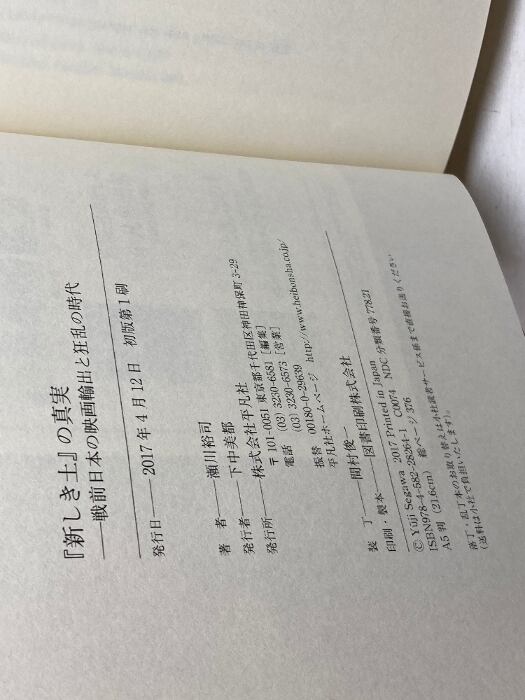 『新しき土』の真実
――戦前日本の映画輸出と狂乱の時代
発行日――2017年4月12日 初版第1刷
著 者――瀬川裕司
発行者――下中美都
発行所――株式会社平凡社
〒101-0051 東京都千代田区神田神保町3-29
電話 (03) 3230-6581 [編集]
(03) 3230-6573 [営業]
振替 00180-0-29639
平凡社ホームページ http://www.heibonsha.co.jp/
装 丁――間村俊一
印刷・製本――図書印刷株式会社
© Yuji Segawa 2017 Printed in Japan
ISBN978-4-582-28264-1 C0074 NDC分類番号778.21
A5判 (21.6cm) 総ページ376
落丁・乱丁本のお取り替えは小社読者サービス係まで直接お送りください
(送料は小社で負担いたします)。